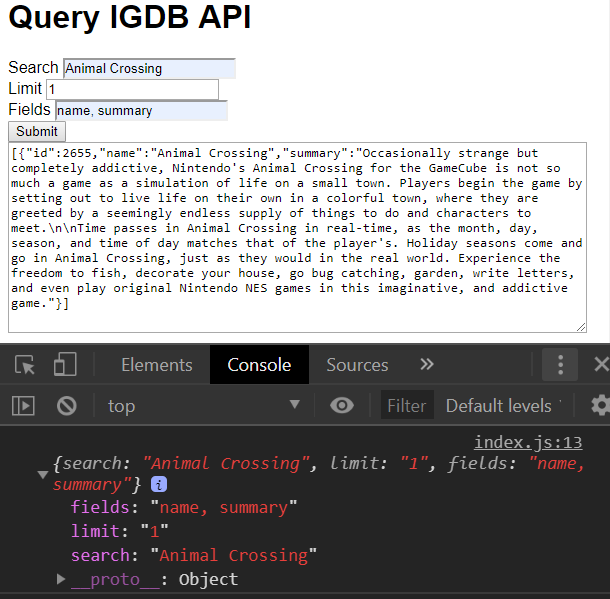 Query IGDB API
Search Animal Crossing
Limit 1
Fields name, summary
Submit
[{"id":2655,"name":"Animal Crossing","summary":"Occasionally strange but
completely addictive, Nintendo's Animal Crossing for the GameCube is not so
much a game as a simulation of life on a small town. Players begin the game by
setting out to live life on their own in a colorful town, where they are
greeted by a seemingly endless supply of things to do and characters to
meet.\n\nTime passes in Animal Crossing in real-time, as the month, day,
season, and time of day matches that of the player's. Holiday seasons come and
go in Animal Crossing, just as they would in the real world. Experience the
freedom to fish, decorate your house, go bug catching, garden, write letters,
and even play original Nintendo NES games in this imaginative, and addictive
game."}]
Elements Console Sources »
top Filter Default levels
index.js:13
{search: "Animal Crossing", limit: "1", fields: "name,
summary"} i
fields: "name, summary"
limit: "1"
search: "Animal Crossing"
__proto__: Object